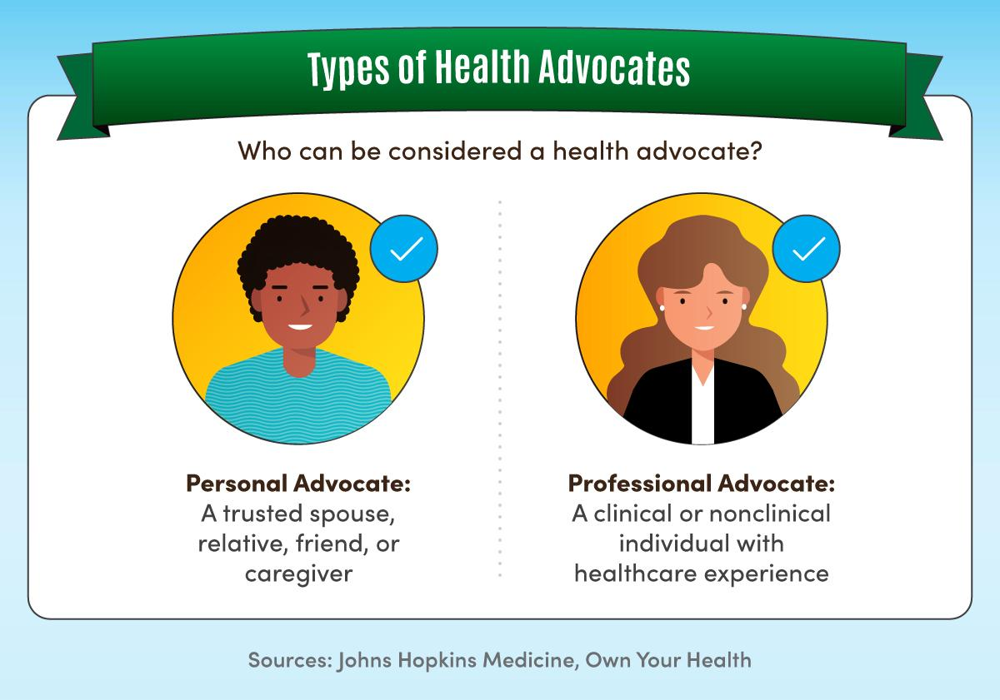 Types of Health Advocates
Who can be considered a health advocate?
Personal Advocate:
A trusted spouse,
relative, friend, or
caregiver
Professional Advocate:
A clinical or nonclinical
individual with
healthcare experience
Sources: Johns Hopkins Medicine, Own Your Health